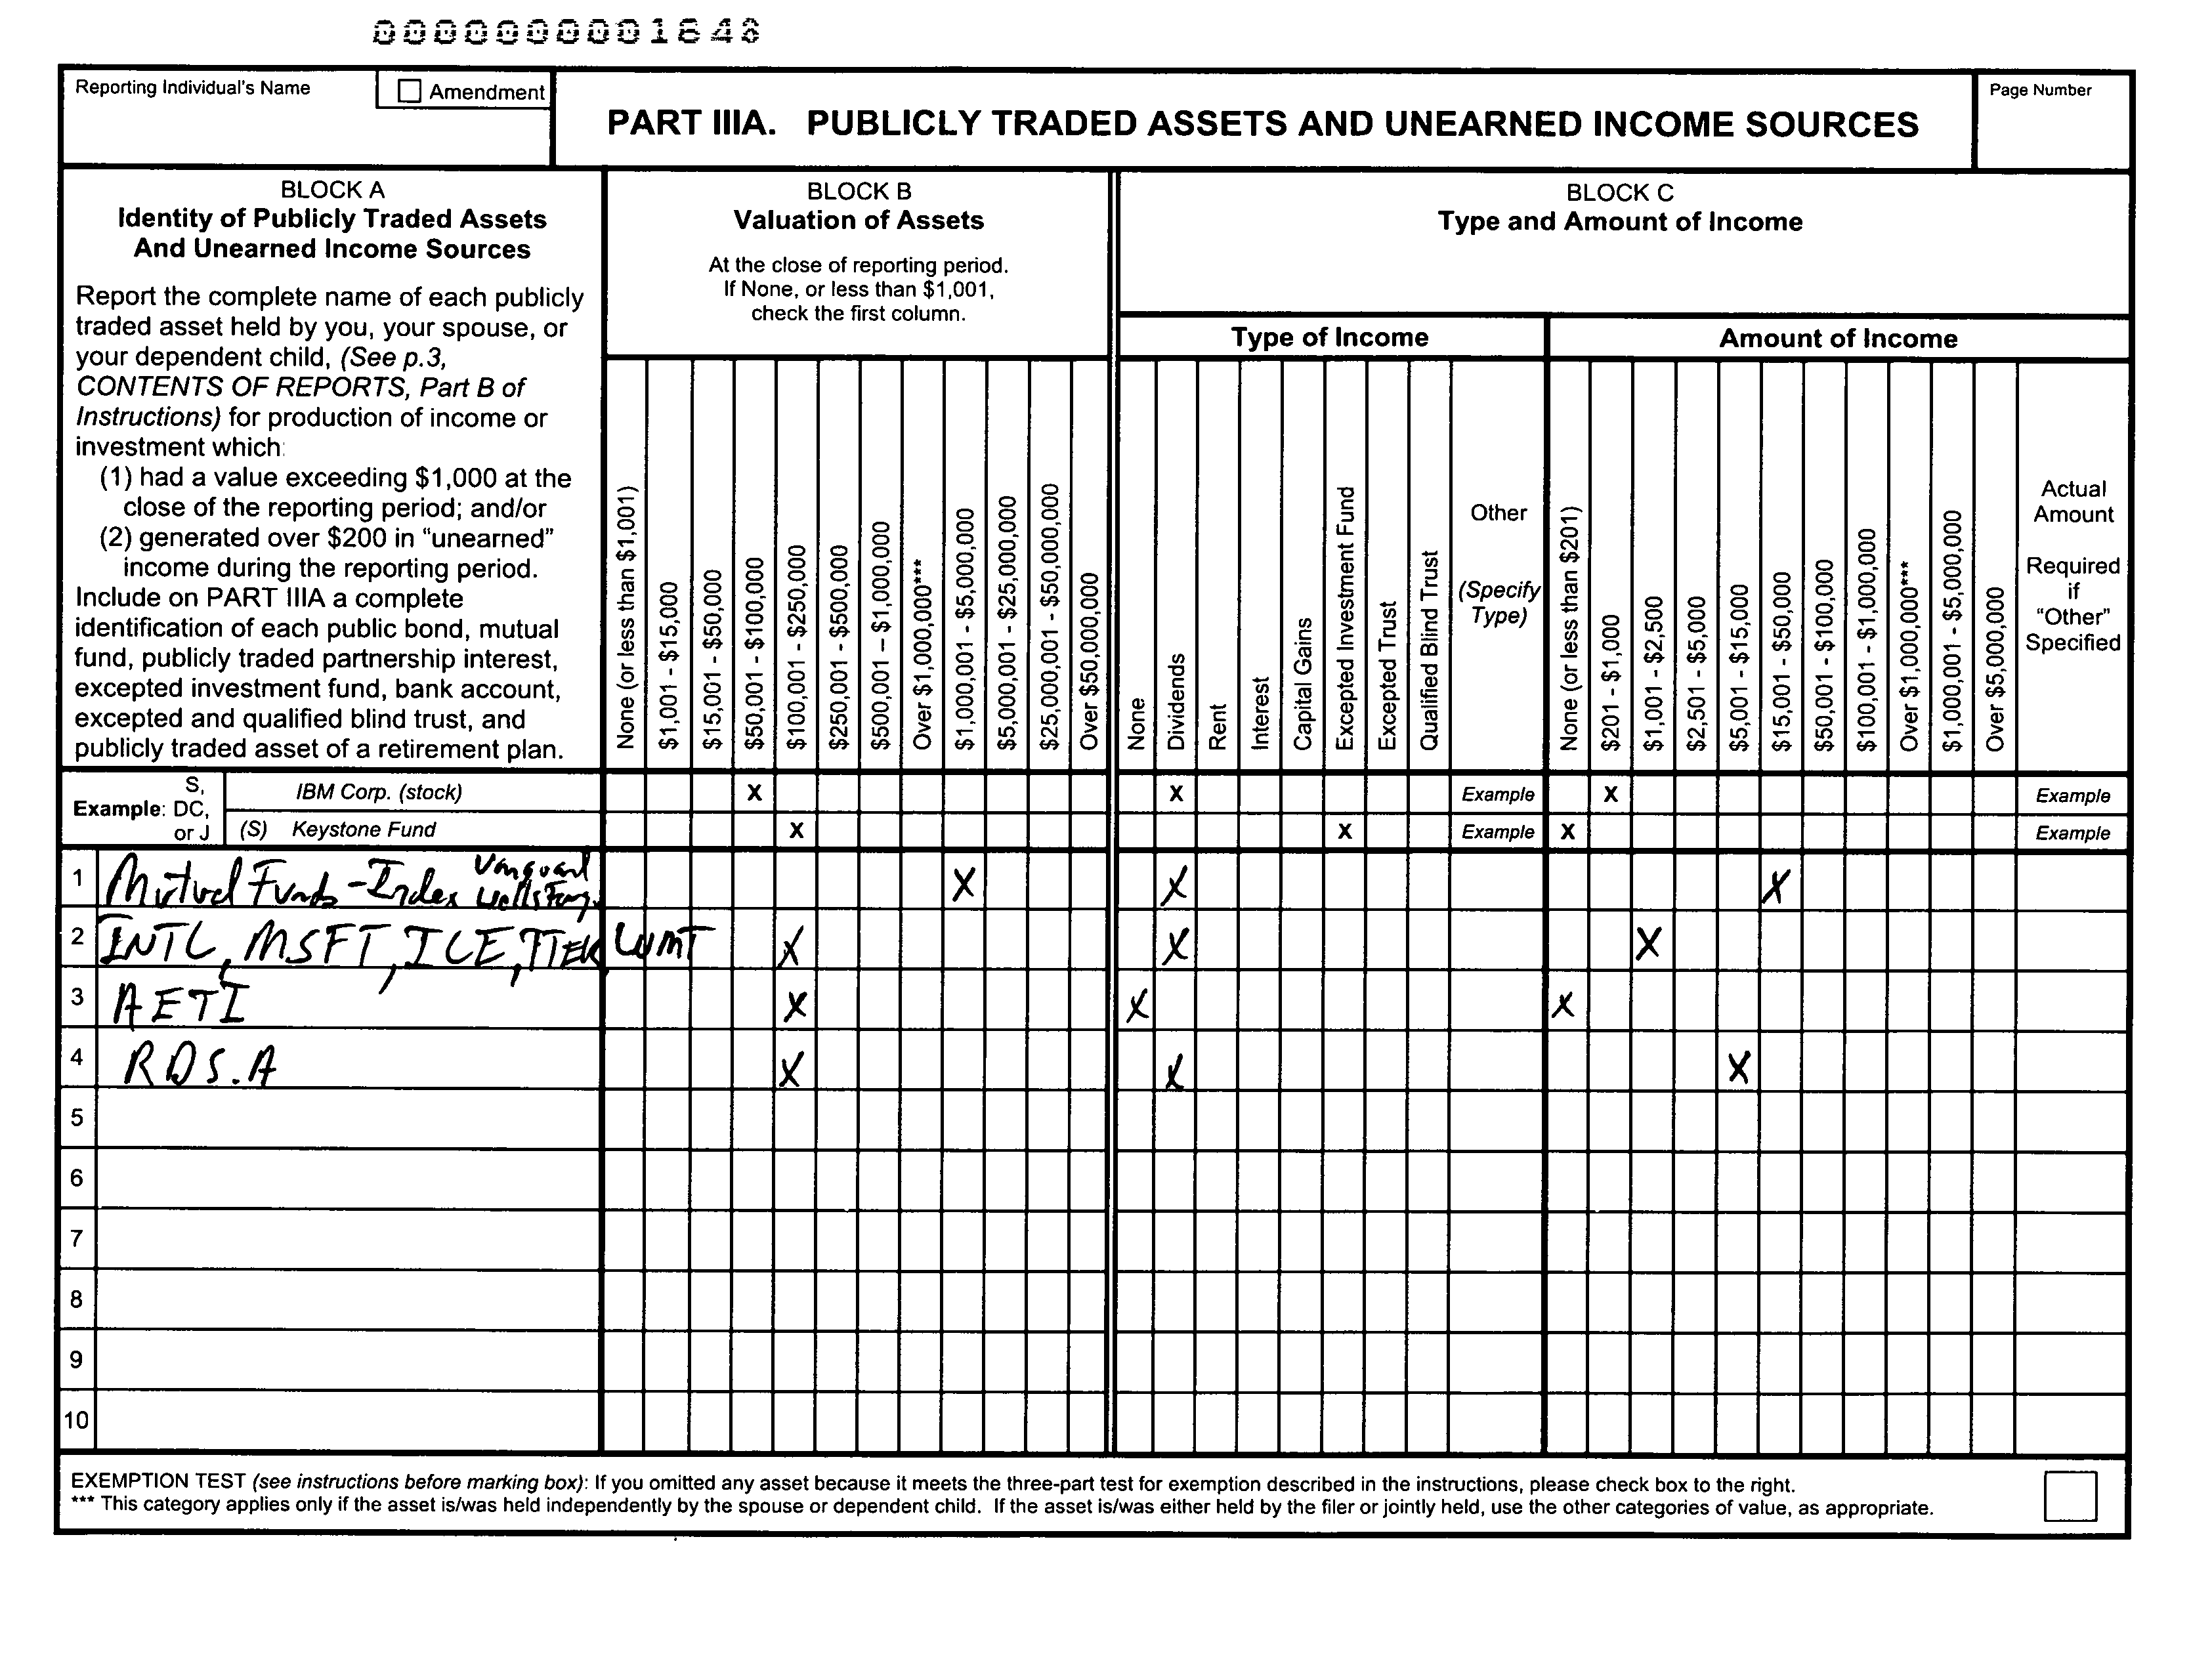 0000000001648
Reporting Individual's Name
Amendment
PART IIIA. PUBLICLY TRADED ASSETS AND UNEARNED INCOME SOURCES
Page Number
BLOCK A
Identity of Publicly Traded Assets
And Unearned Income Sources
Report the complete name of each publicly
traded asset held by you, your spouse, or
your dependent child, (See p.3,
CONTENTS OF REPORTS, Part B of
Instructions) for production of income or
investment which:
(1) had a value exceeding $1,000 at the
close of the reporting period; and/or
(2) generated over $200 in “unearned”
income during the reporting period.
Include on PART IIIA a complete
identification of each public bond, mutual
fund, publicly traded partnership interest,
excepted investment fund, bank account,
excepted and qualified blind trust, and
publicly traded asset of a retirement plan.
BLOCK B
Valuation of Assets
At the close of reporting period.
If None, or less than $1,001,
check the first column.
None (or less than $1,001)
$1,001 - $15,000
$15,001 - $50,000
$50,001 - $100,000
$100,001 - $250,000
$250,001 - $500,000
$500,001 – $1,000,000
Over $1,000,000***
$1,000,001 - $5,000,000
$5,000,001 - $25,000,000
$25,000,001 - $50,000,000
Over $50,000,000
BLOCK C
Type and Amount of Income
Type of Income
None
Dividends
Rent
Interest
Capital Gains
Excepted Investment Fund
Excepted Trust
Qualified Blind Trust
Other
(Specify
Type)
Amount of Income
None (or less than $201)
$201 - $1,000
$1,001 - $2,500
$2,501 - $5,000
$5,001 - $15,000
$15,001 - $50,000
$50,001 - $100,000
$100,001 - $1,000,000
Over $1,000,000***
$1,000,001 - $5,000,000
Over $5,000,000
Actual
Amount
Required
if
“Other”
Specified
Example: S, DC, or J
IBM Corp. (stock) X X Example X Example
(S) Keystone Fund X X Example X Example
1 Mutual Funds - Index Vanguard Wells Fargo X X X
2 INTC, MSFT, ICE, TTEK, WMT X X X
3 AETI X X X
4 RDS.A X X X
5
6
7
8
9
10
EXEMPTION TEST (see instructions before marking box): If you omitted any asset because it meets the three-part test for exemption described in the instructions, please check box to the right.
*** This category applies only if the asset is/was held independently by the spouse or dependent child. If the asset is/was either held by the filer or jointly held, use the other categories of value, as appropriate.